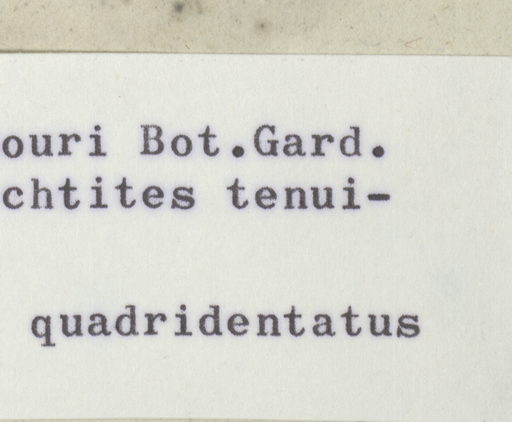 ouri Bot.Gard.
chtites tenui-
quadridentatus